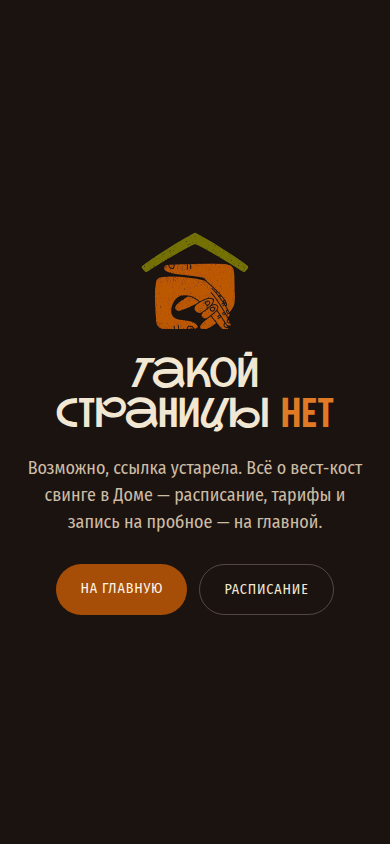 Такой
страницы нет
Возможно, ссылка устарела. Всё о вест-кост
свинге в Доме — расписание, тарифы и
запись на пробное — на главной.
НА ГЛАВНУЮ
РАСПИСАНИЕ